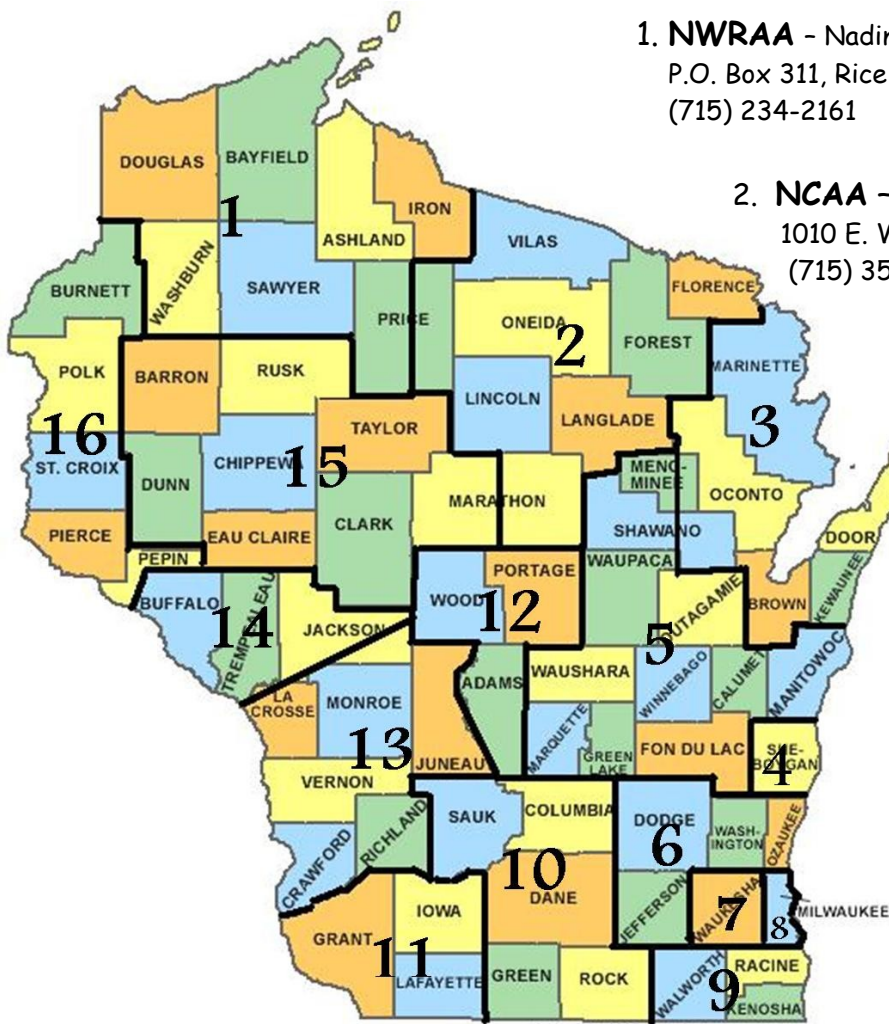 1. NWRAA – Nadin
P.O. Box 311, Rice
(715) 234-2161
2. NCAA –
1010 E. W
(715) 35
DOUGLAS
BAYFIELD
ASHLAND
IRON
VILAS
1
BURNETT
WASHBURN
SAWYER
PRICE
ONEIDA
2
FOREST
FLORENCE
MARINETTE
POLK
BARRON
RUSK
LINCOLN
LANGLADE
3
16
ST. CROIX
DUNN
CHIPPEWA
15
TAYLOR
MARATHON
MENO-
MINEE
OCONTO
SHAWANO
DOOR
PIERCE
PEPIN
EAU CLAIRE
CLARK
WOOD
PORTAGE
12
WAUPACA
OUTAGAMIE
BROWN
KEWAUNEE
BUFFALO
TREMPEALEAU
14
JACKSON
5
LA
CROSSE
MONROE
13
JUNEAU
ADAMS
WAUSHARA
WINNEBAGO
CALUMET
MANITOWOC
MARQUETTE
GREEN
LAKE
FON DU LAC
SHE-
BOYGAN
4
VERNON
CRAWFORD
RICHLAND
SAUK
COLUMBIA
DODGE
6
WASH-
INGTON
OZAUKEE
10
DANE
JEFFERSON
WAUKESHA
7
8
MILWAUKEE
GRANT
IOWA
11
LAFAYETTE
GREEN
ROCK
WALWORTH
9
RACINE
KENOSHA